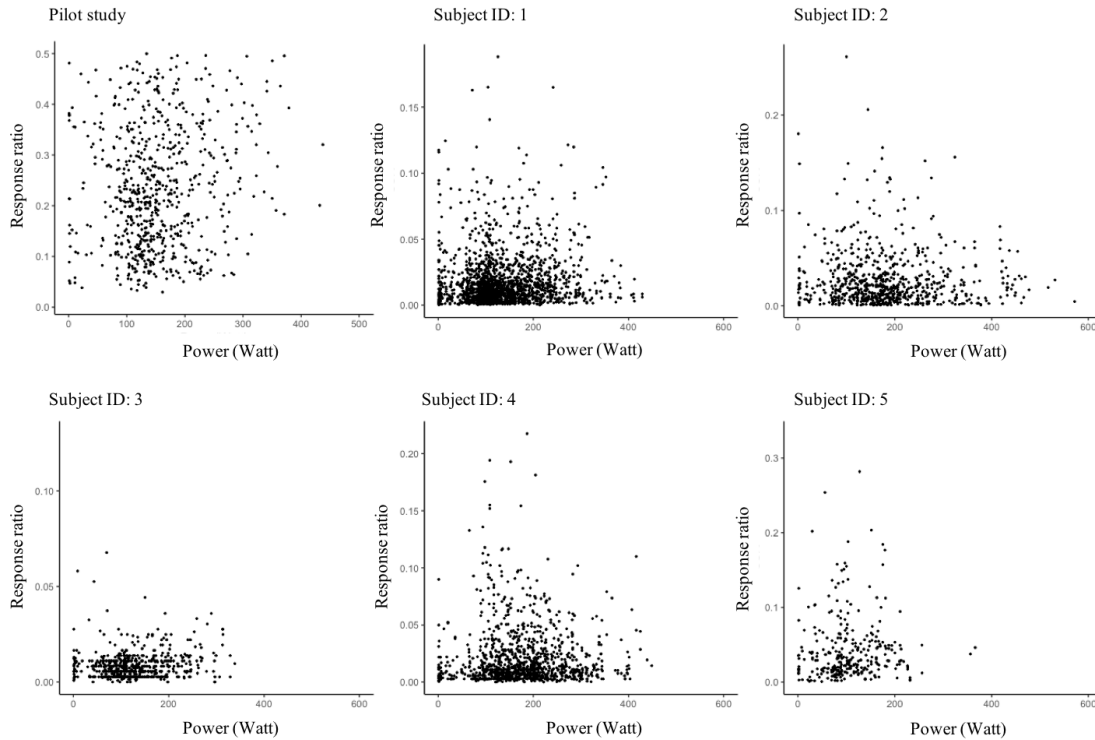 Pilot study
0.5
0.4
0.3
0.2
0.1
0.0
Response ratio
0 100 200 300 400 500
Power (Watt)
Subject ID: 1
0.15
0.10
0.05
0.00
Response ratio
0 200 400 600
Power (Watt)
Subject ID: 2
0.2
0.1
0.0
Response ratio
0 200 400 600
Power (Watt)
Subject ID: 3
0.10
0.05
0.00
Response ratio
0 200 400 600
Power (Watt)
Subject ID: 4
0.20
0.15
0.10
0.05
0.00
Response ratio
0 200 400 600
Power (Watt)
Subject ID: 5
0.3
0.2
0.1
0.0
Response ratio
0 200 400 600
Power (Watt)